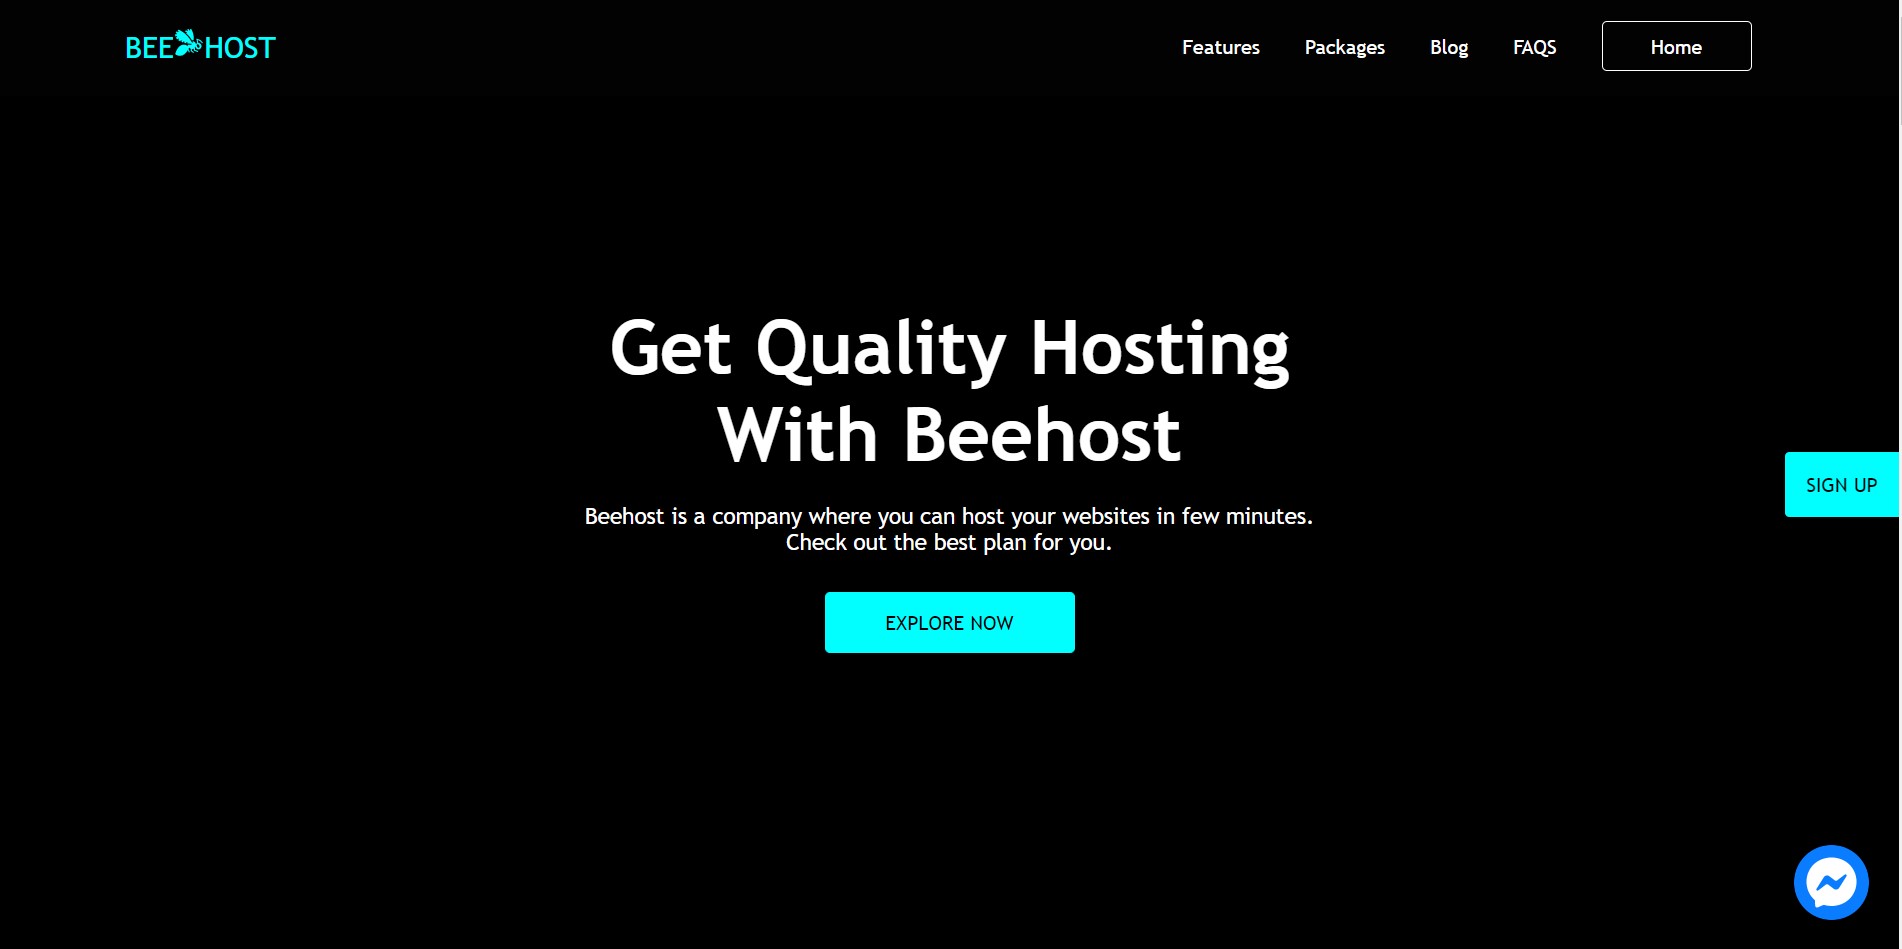 BEE HOST
Features
Packages
Blog
FAQS
Home
Get Quality Hosting
With Beehost
Beehost is a company where you can host your websites in few minutes.
Check out the best plan for you.
EXPLORE NOW
SIGN UP